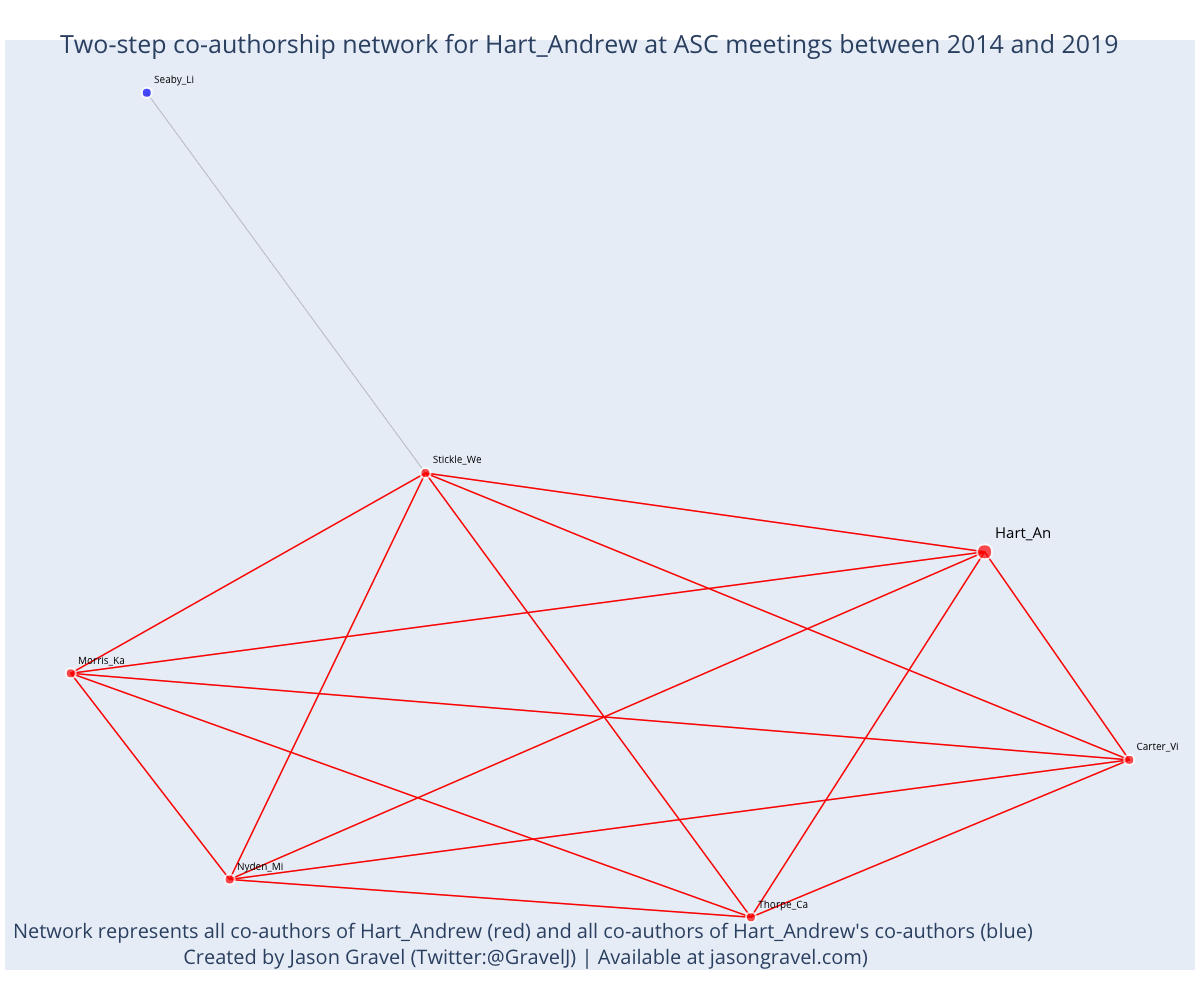 Two-step co-authorship network for Hart_Andrew at ASC meetings between 2014 and 2019
Seaby_Li
Stickle_We
Hart_An
Morris_Ka
Carter_Vi
Nyden_Mi
Thorpe_Ca
Network represents all co-authors of Hart_Andrew (red) and all co-authors of Hart_Andrew's co-authors (blue)
Created by Jason Gravel (Twitter:@GravelJ) | Available at jasongravel.com)